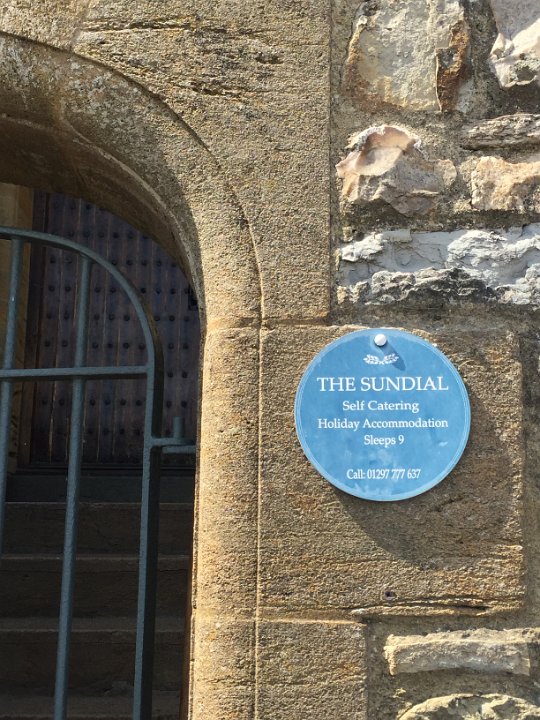 THE SUNDIAL
Self Catering
Holiday Accommodation
Sleeps 9
Call: 01297 777 637